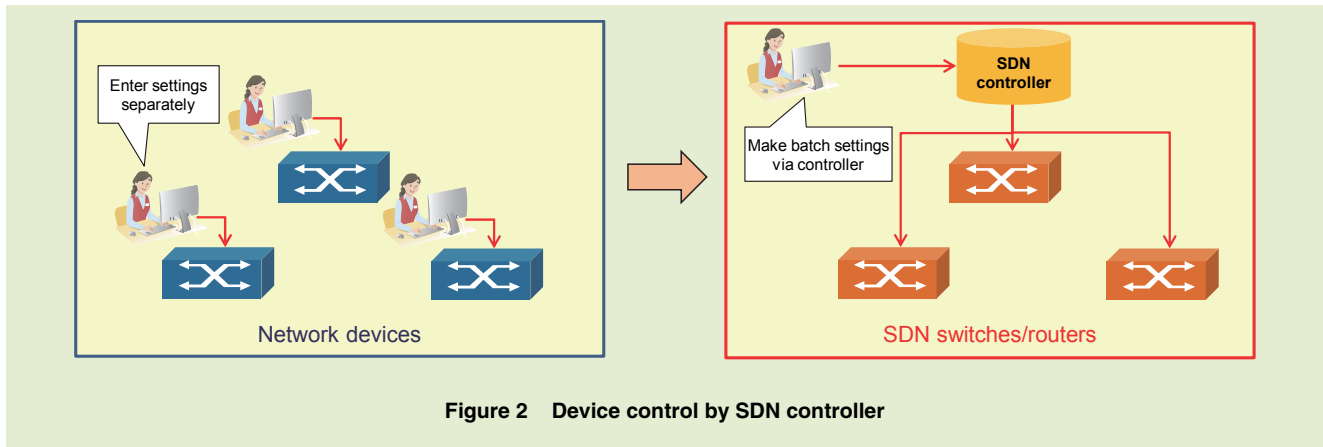 Enter settings
separately
Network devices
SDN
controller
Make batch settings
via controller
SDN switches/routers
Figure 2 Device control by SDN controller